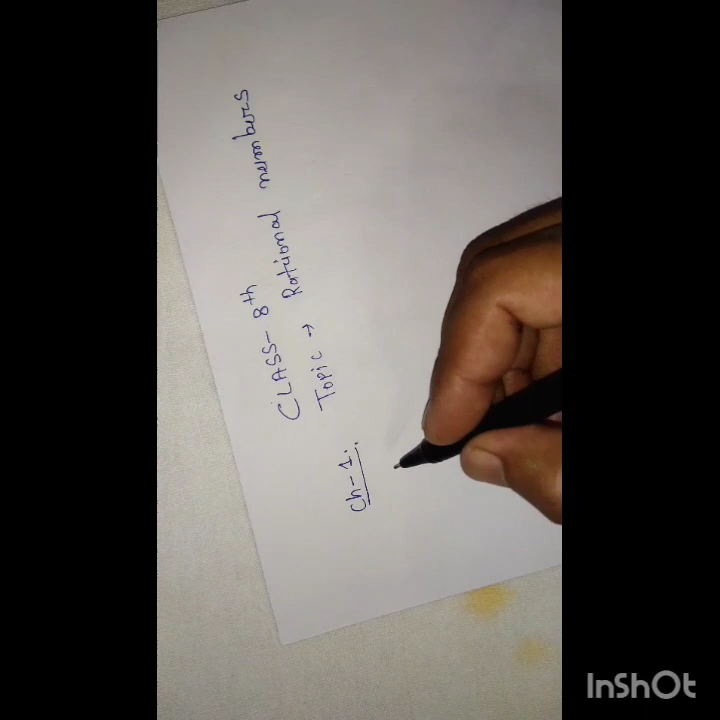 CLASS- 8th
Topic → Rational numbers
Ch-1:
InShOt